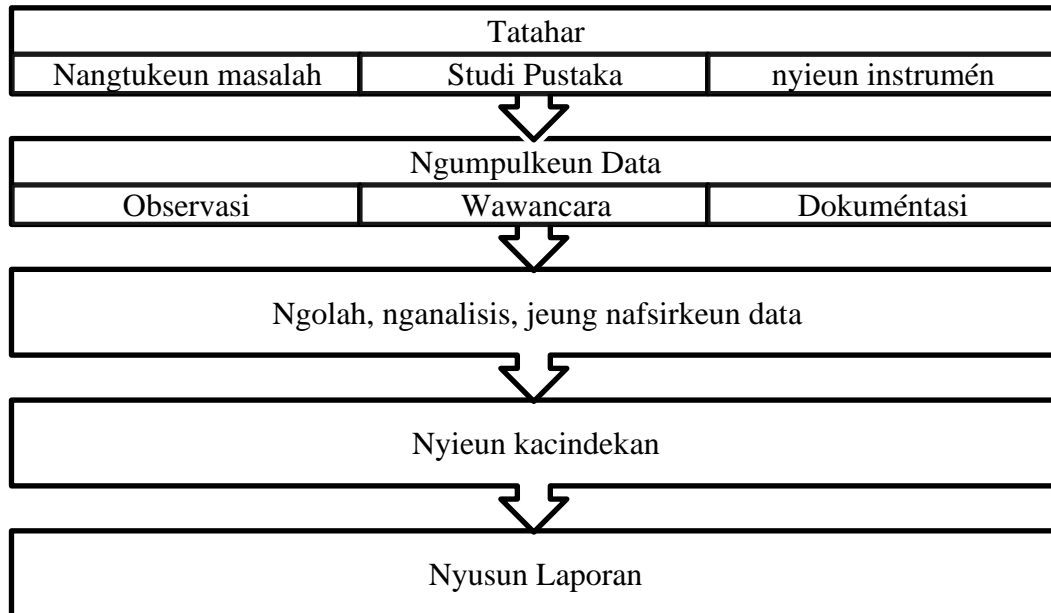 Tatahar
Nangtukeun masalah
Studi Pustaka
nyieun instrumén
Ngumpulkeun Data
Observasi
Wawancara
Dokuméntasi
Ngolah, nganalisis, jeung nafsirkeun data
Nyieun kacindekan
Nyusun Laporan